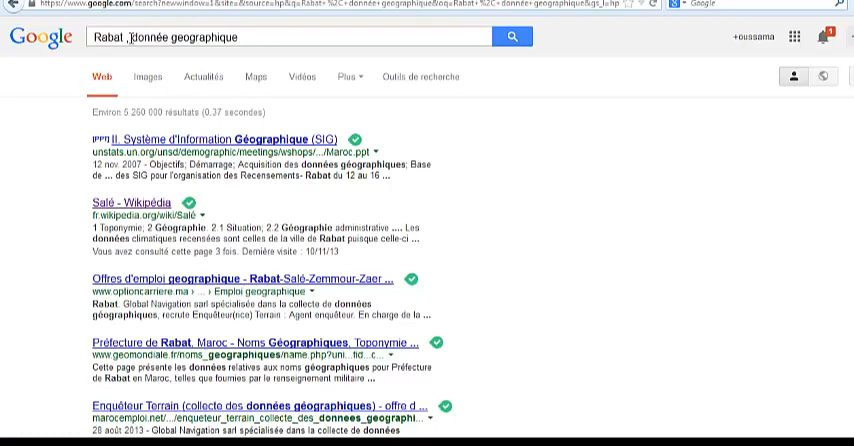 https://www.google.com/search?newwindow=1&site=&source=hp&q=Rabat+%2C+donnée+geographique&oq=Rabat+%2C+donnée+geographique&gs_l=hp
Google
Google
Rabat ,donnée geographique
+oussama
1
Web Images Actualités Maps Vidéos Plus Outils de recherche
Environ 5 260 000 résultats (0,37 secondes)
[PPT] II. Système d'Information Géographique (SIG)
unstats.un.org/unsd/demographic/meetings/wshops/.../Maroc.ppt
12 nov. 2007 - Objectifs; Démarrage; Acquisition des données géographiques; Base
de ... des SIG pour l'organisation des Recensements- Rabat du 12 au 16 ...
Salé - Wikipédia
fr.wikipedia.org/wiki/Salé
1 Toponymie; 2 Géographie. 2.1 Situation; 2.2 Géographie administrative .... Les
données climatiques recensées sont celles de la ville de Rabat puisque celle-ci ...
Vous avez consulté cette page 3 fois. Dernière visite : 10/11/13
Offres d'emploi geographique - Rabat-Salé-Zemmour-Zaer ...
www.optioncarriere.ma › ... › Emploi geographique
Rabat. Global Navigation sarl spécialisée dans la collecte de données
géographiques, recrute Enquêteur(rice) Terrain : Agent enquêteur. En charge de la ...
Préfecture de Rabat, Maroc - Noms Géographiques, Toponymie ...
www.geomondiale.fr/noms_geographiques/name.php?uni...fid...c...
Cette page présente les données relatives aux noms géographiques pour Préfecture
de Rabat en Maroc, telles que fournies par le renseignement militaire ...
Enquêteur Terrain (collecte des données géographiques) - offre d ...
marocemploi.net/.../enqueteur_terrain_collecte_des_donnees_geographi...
28 août 2013 - Global Navigation sarl spécialisée dans la collecte de données